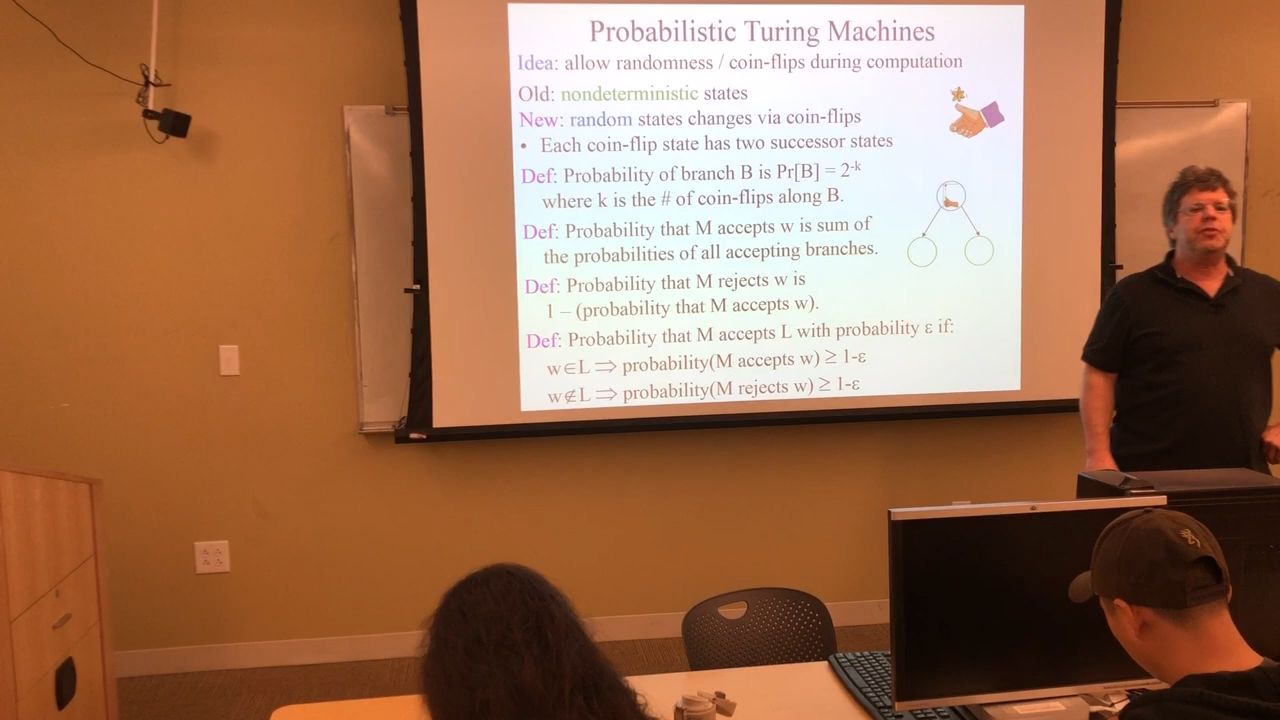 Probabilistic Turing Machines
Idea: allow randomness / coin-flips during computation
Old: nondeterministic states
New: random states changes via coin-flips
• Each coin-flip state has two successor states
Def: Probability of branch B is Pr[B] = 2^-k
where k is the # of coin-flips along B.
Def: Probability that M accepts w is sum of
the probabilities of all accepting branches.
Def: Probability that M rejects w is
1 – (probability that M accepts w).
Def: Probability that M accepts L with probability ε if:
w∈L ⇒ probability(M accepts w) ≥ 1-ε
w∉L ⇒ probability(M rejects w) ≥ 1-ε